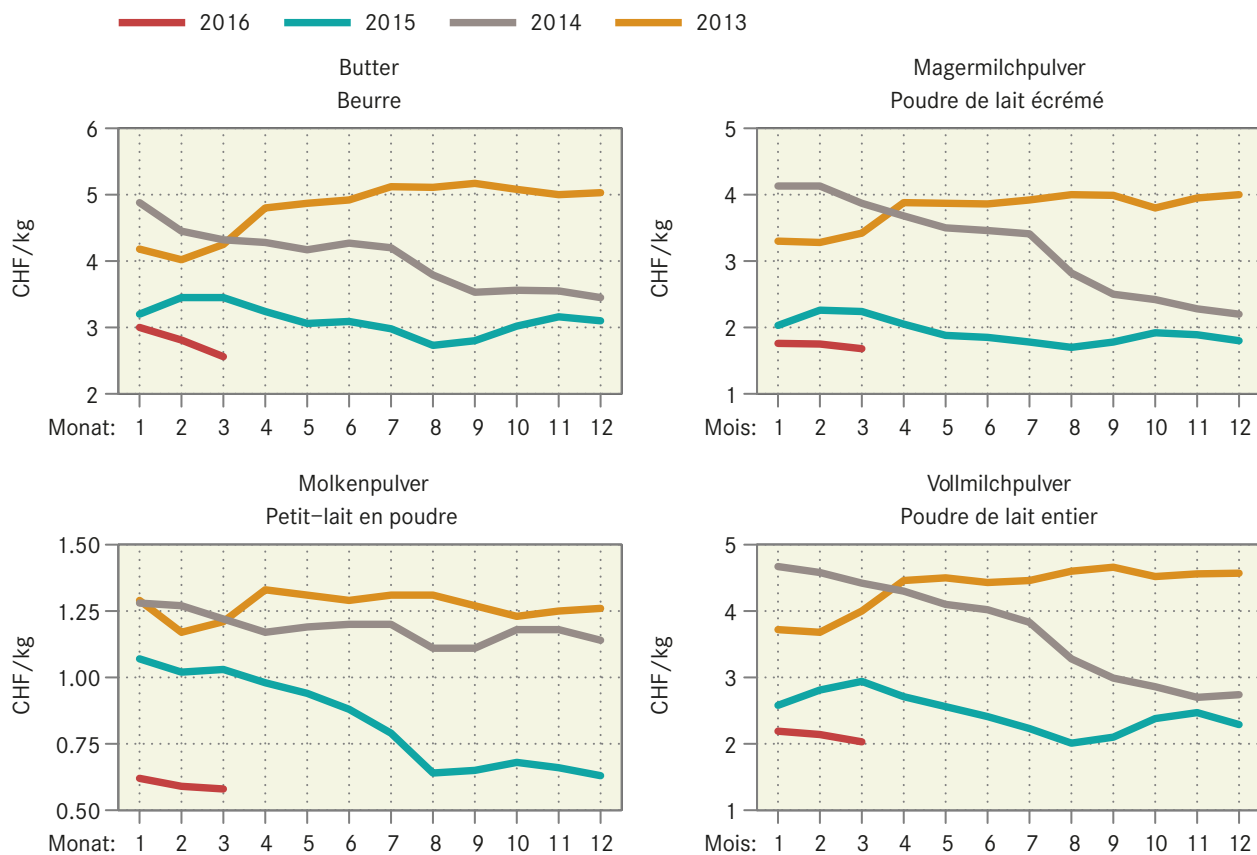 2016 2015 2014 2013
Butter
Beurre
CHF/kg
6
5
4
3
2
Monat: 1 2 3 4 5 6 7 8 9 10 11 12
Magermilchpulver
Poudre de lait écrémé
CHF/kg
5
4
3
2
1
Mois: 1 2 3 4 5 6 7 8 9 10 11 12
Molkenpulver
Petit-lait en poudre
CHF/kg
1.50
1.25
1.00
0.75
0.50
Monat: 1 2 3 4 5 6 7 8 9 10 11 12
Vollmilchpulver
Poudre de lait entier
CHF/kg
5
4
3
2
1
Mois: 1 2 3 4 5 6 7 8 9 10 11 12